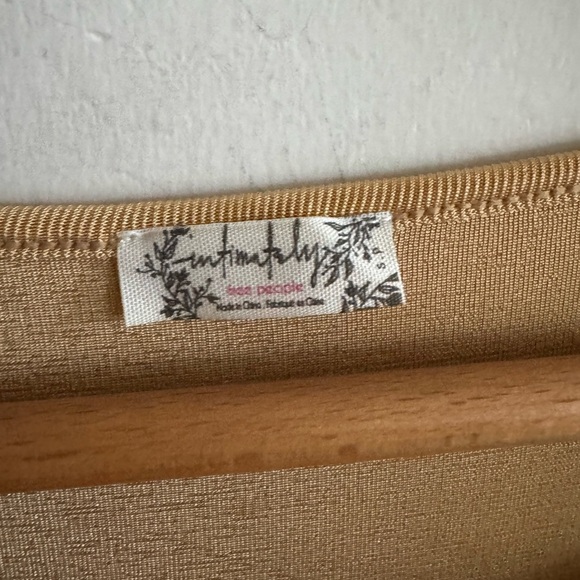 intimately
free people
Made in China . Fabriqué en Chine